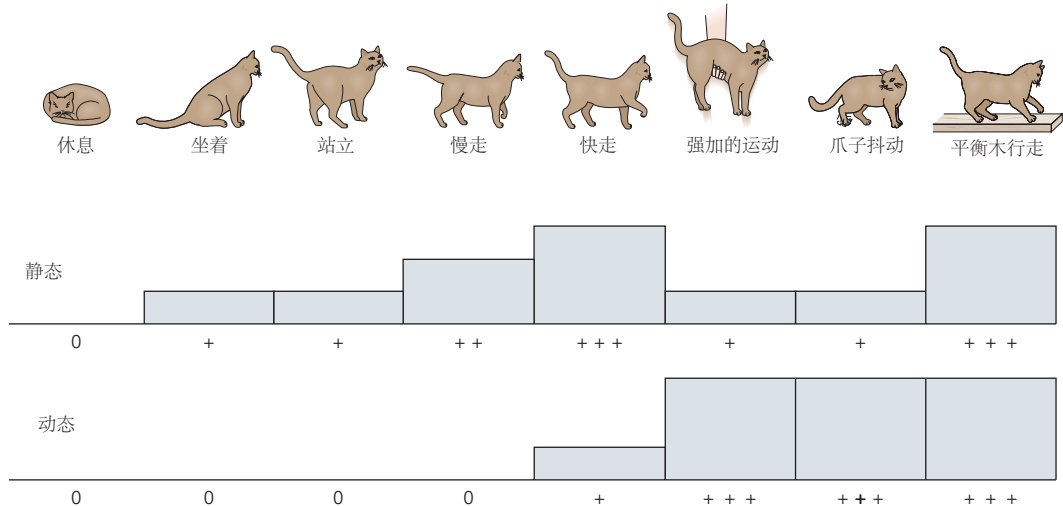 休息 坐着 站立 慢走 快走 强加的运动 爪子抖动 平衡木行走
静态
0 + + ++ +++ + + +++
动态
0 0 0 0 + +++ +++ +++